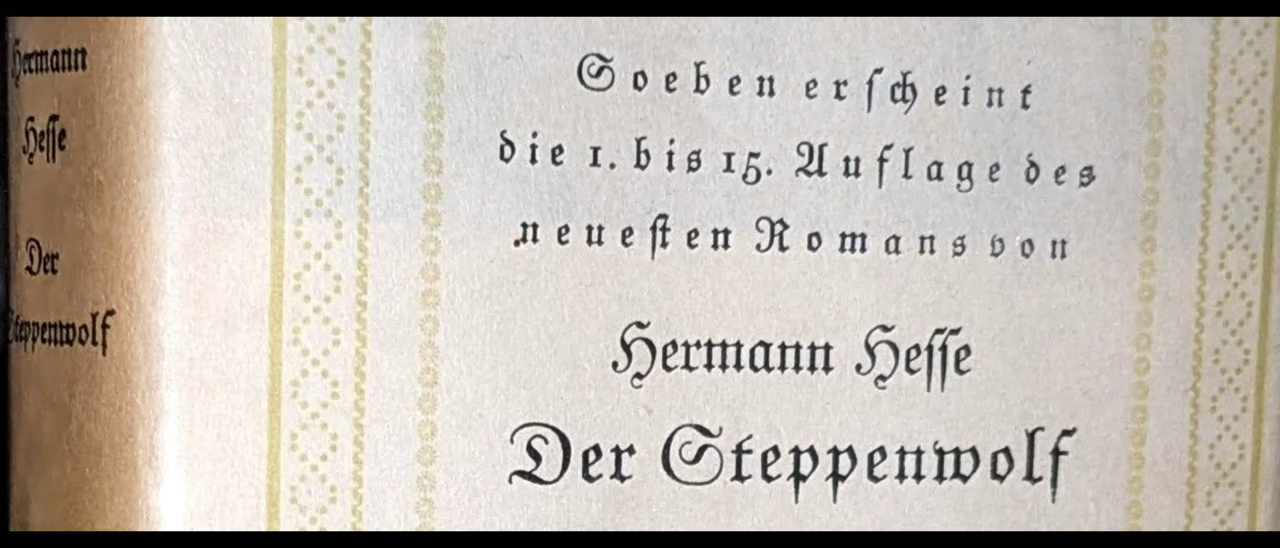 Hermann
Hesse
Der
Steppenwolf
Soeben erscheint
die 1. bis 15. Auflage des
neuesten Romans von
Hermann Hesse
Der Steppenwolf